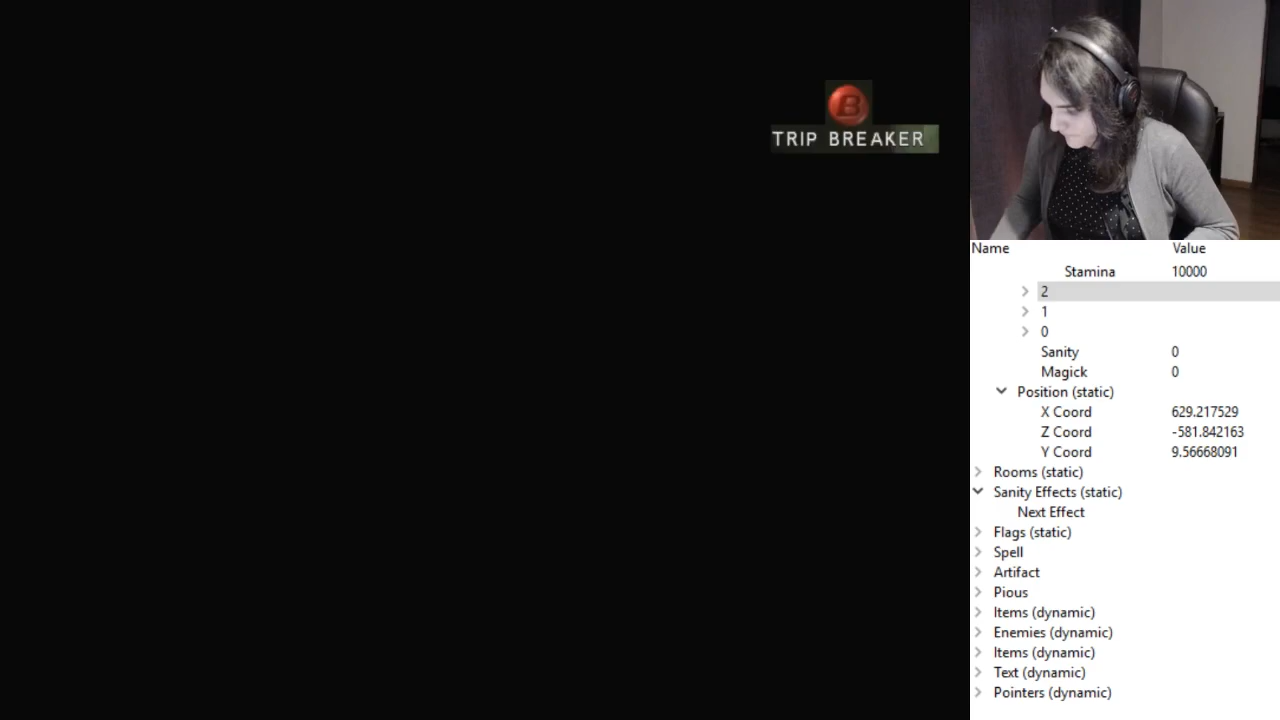 B
TRIP BREAKER
Name Value
Stamina 10000
2
1
0
Sanity 0
Magick 0
Position (static)
X Coord 629.217529
Z Coord -581.842163
Y Coord 9.56668091
Rooms (static)
Sanity Effects (static)
Next Effect
Flags (static)
Spell
Artifact
Pious
Items (dynamic)
Enemies (dynamic)
Items (dynamic)
Text (dynamic)
Pointers (dynamic)